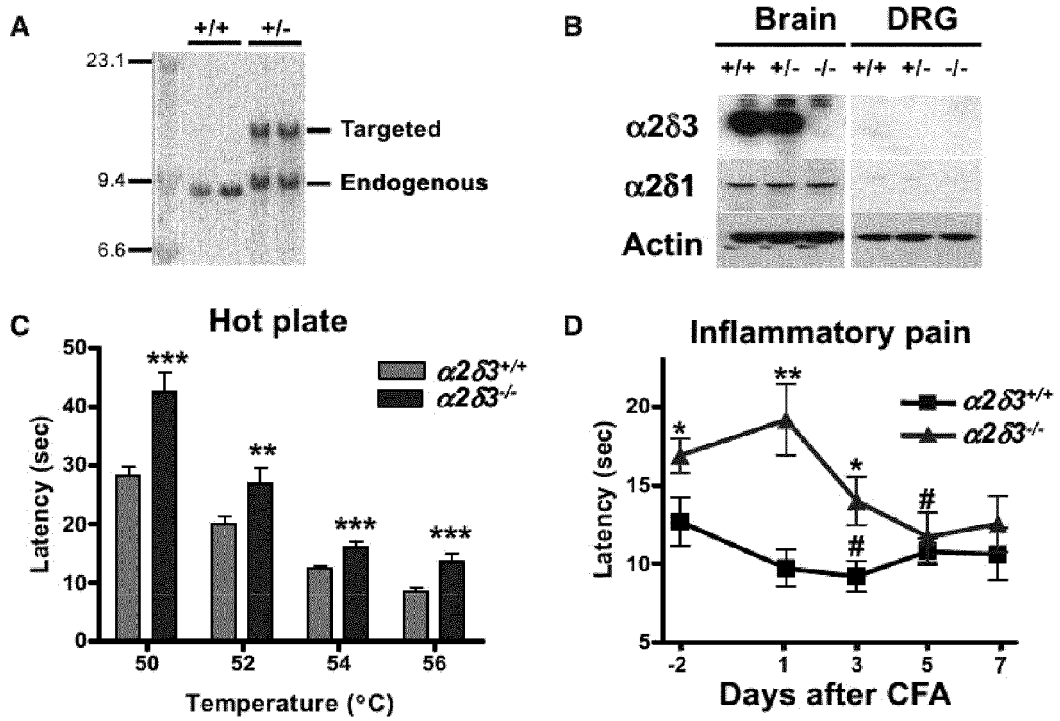 A
+/+ +/-
23.1
9.4
6.6
Targeted
Endogenous
B
Brain DRG
+/+ +/- -/- +/+ +/- -/-
α2δ3
α2δ1
Actin
C
Hot plate
Latency (sec)
50
40
30
20
10
0
α2δ3+/+
α2δ3-/-
***
**
***
***
50 52 54 56
Temperature (°C)
D
Inflammatory pain
Latency (sec)
20
15
10
5
α2δ3+/+
α2δ3-/-
*
**
*
#
#
-2 1 3 5 7
Days after CFA